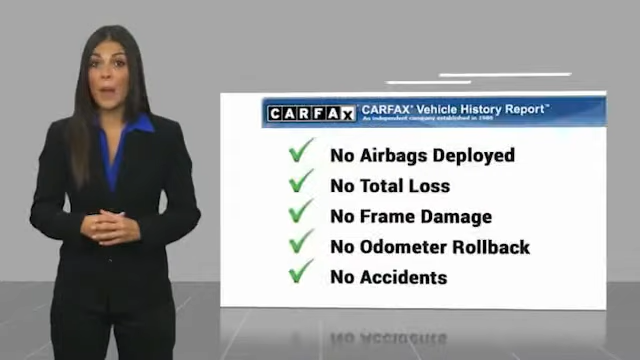 CARFAX CARFAX® Vehicle History Report™
An independent company established in 1986
No Airbags Deployed
No Total Loss
No Frame Damage
No Odometer Rollback
No Accidents